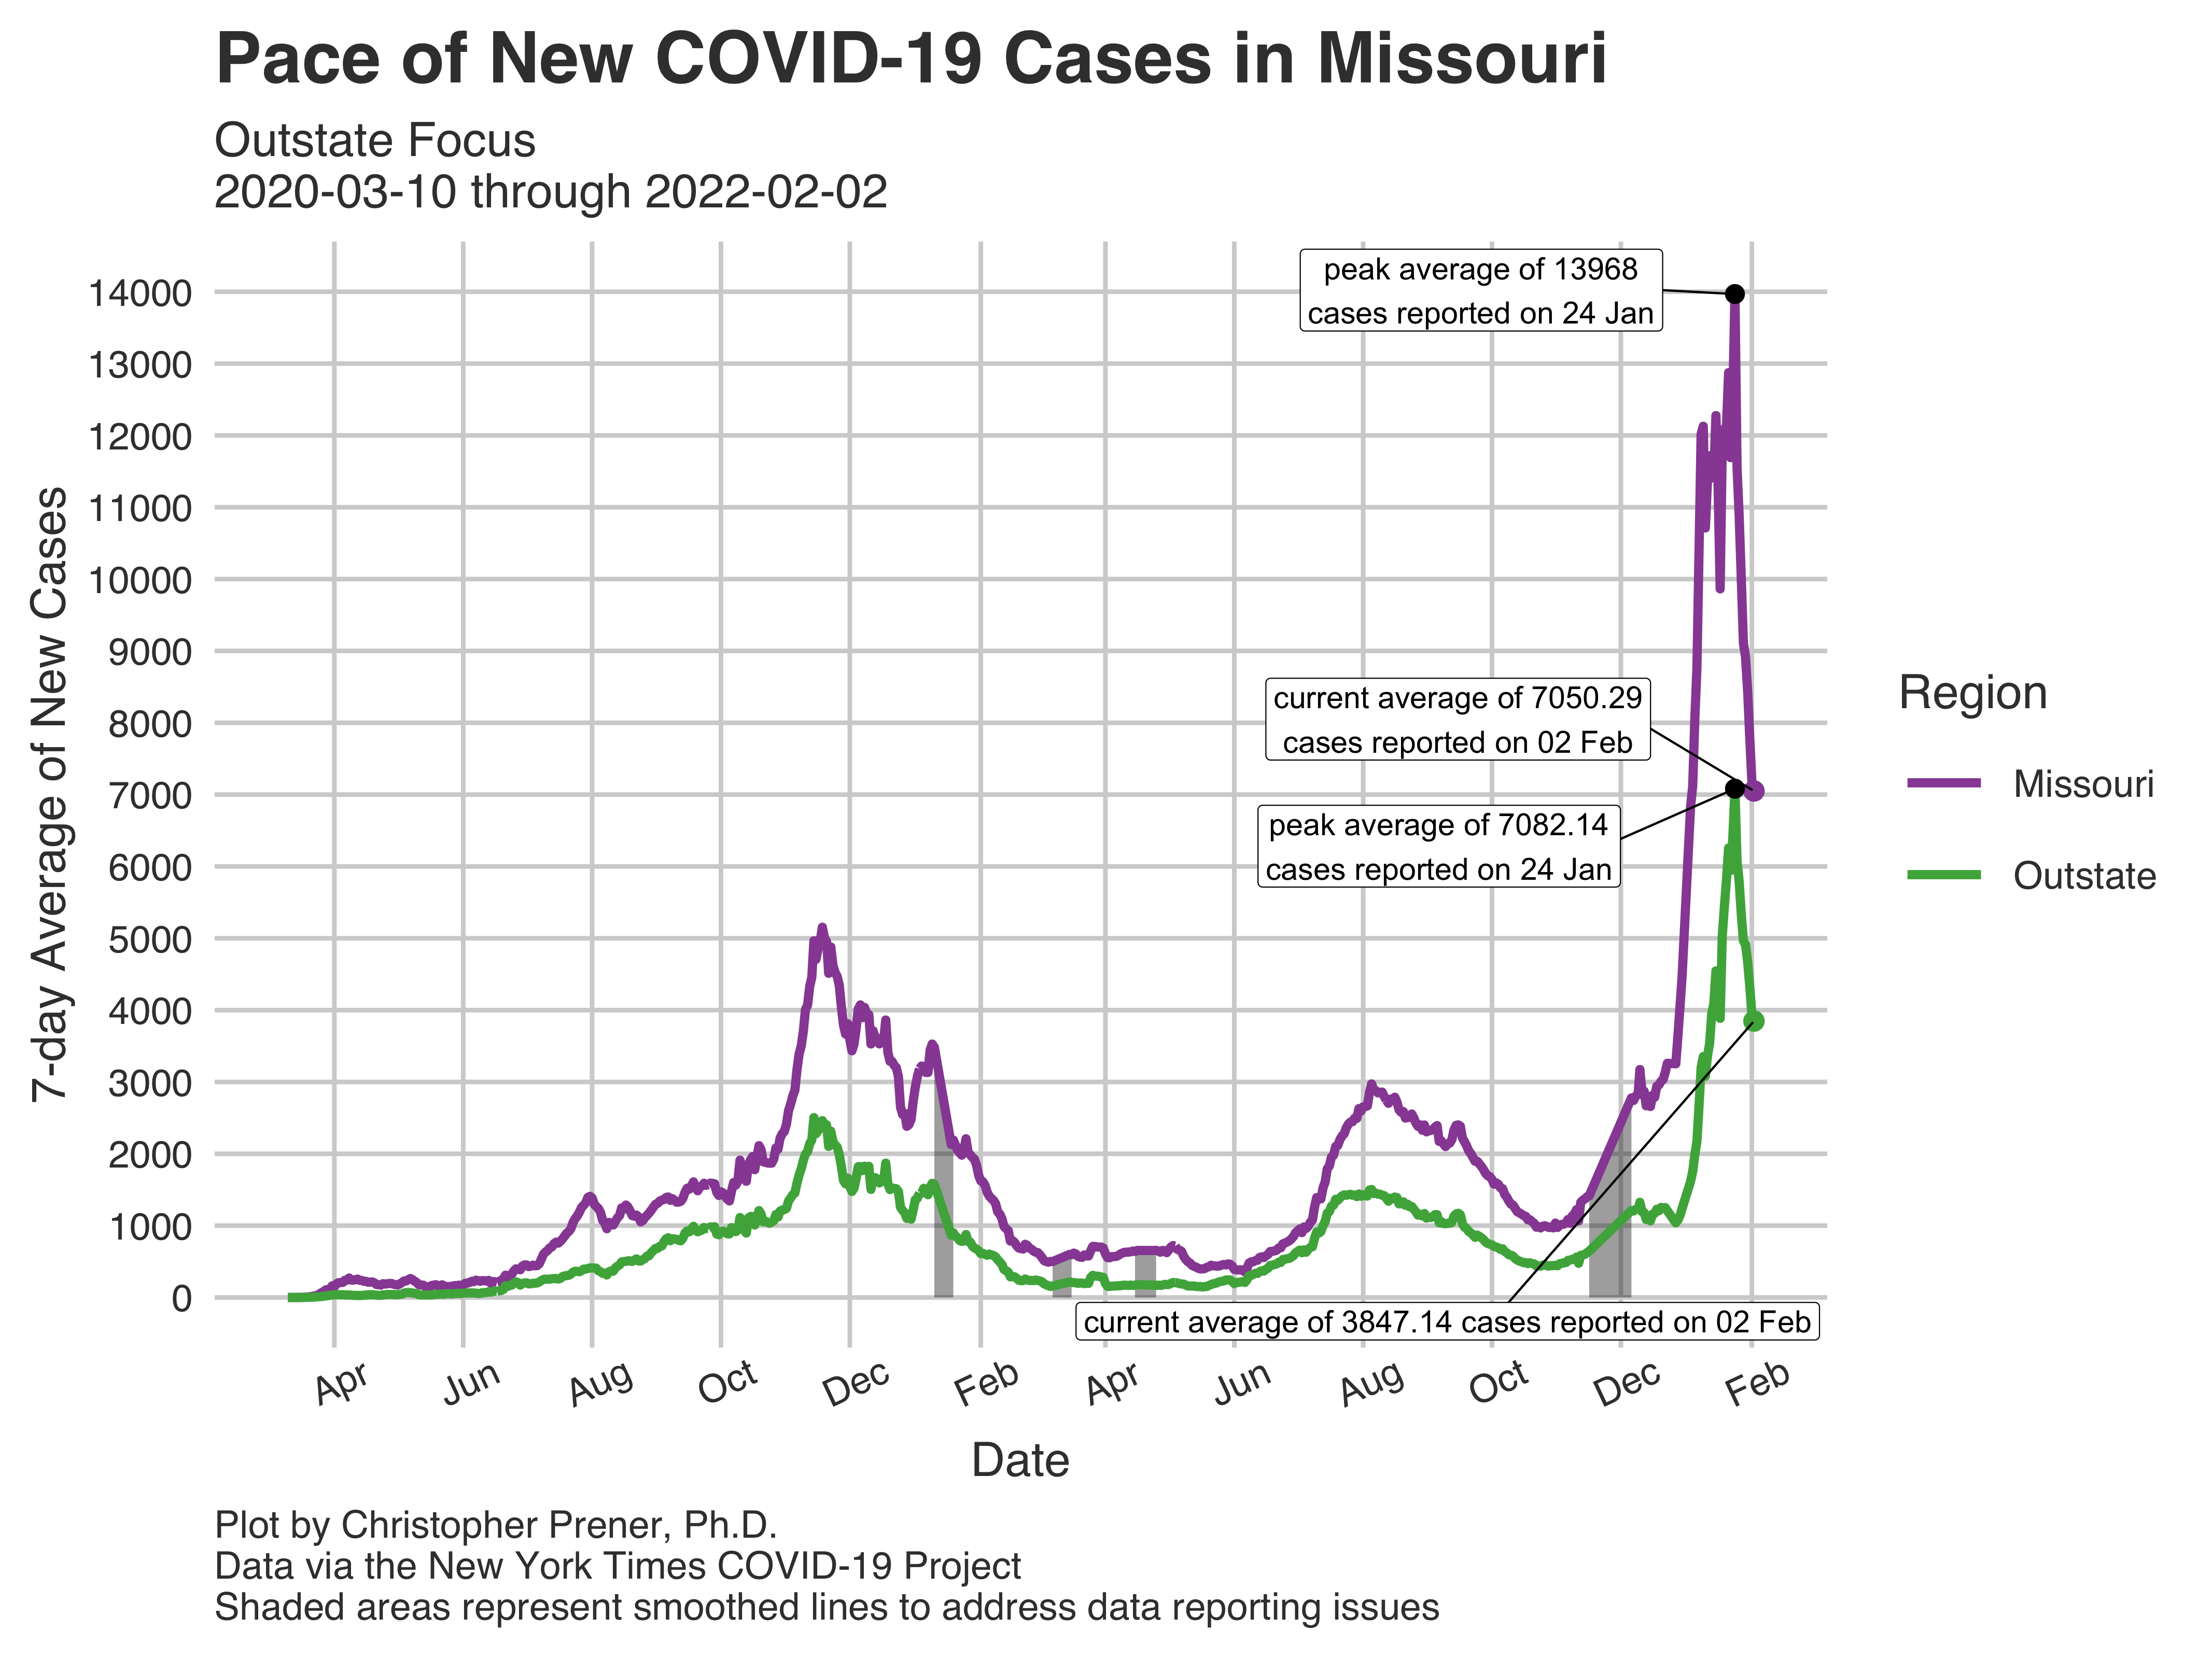 Pace of New COVID-19 Cases in Missouri
Outstate Focus
2020-03-10 through 2022-02-02
7-day Average of New Cases
14000
13000
12000
11000
10000
9000
8000
7000
6000
5000
4000
3000
2000
1000
0
peak average of 13968
cases reported on 24 Jan
current average of 7050.29
cases reported on 02 Feb
peak average of 7082.14
cases reported on 24 Jan
current average of 3847.14 cases reported on 02 Feb
Region
Missouri
Outstate
Apr
Jun
Aug
Oct
Dec
Feb
Apr
Jun
Aug
Oct
Dec
Feb
Date
Plot by Christopher Prener, Ph.D.
Data via the New York Times COVID-19 Project
Shaded areas represent smoothed lines to address data reporting issues